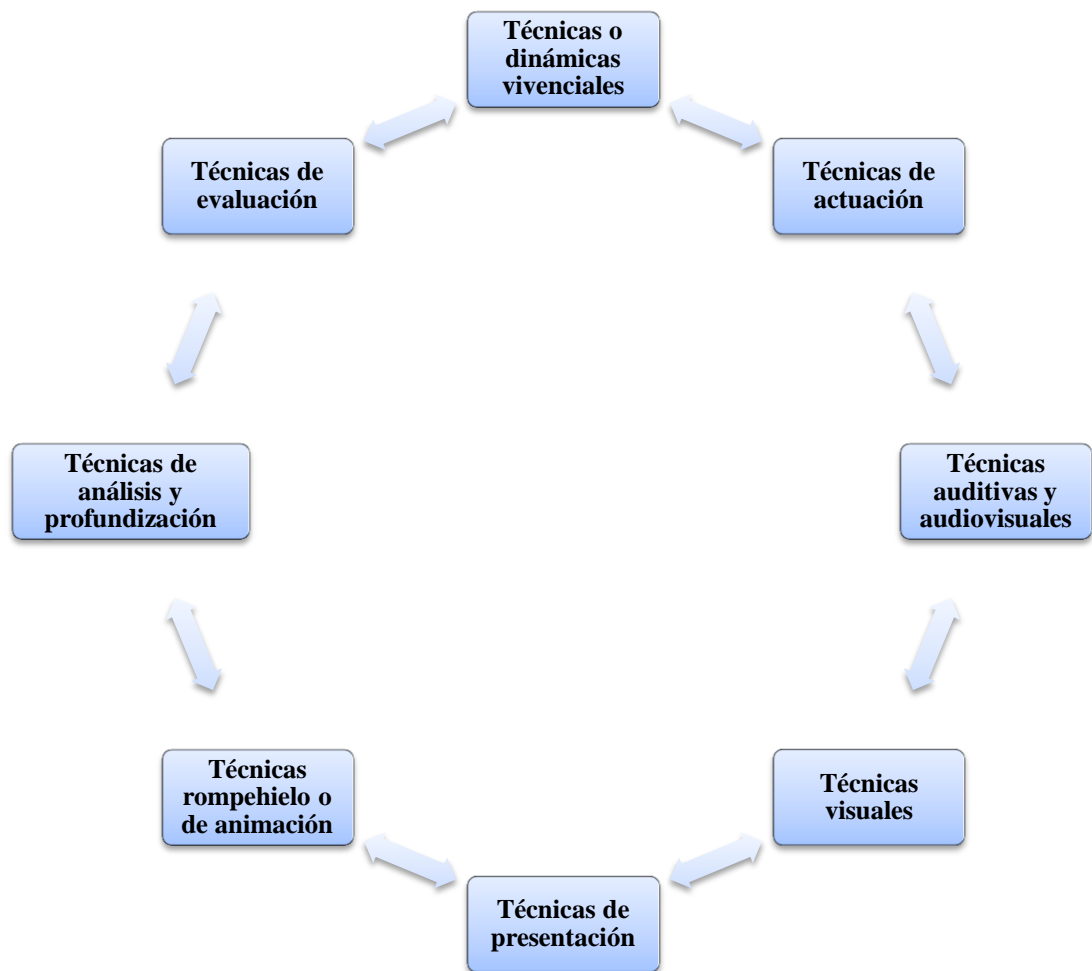 Técnicas o
dinámicas
vivenciales
Técnicas de
actuación
Técnicas
auditivas y
audiovisuales
Técnicas
visuales
Técnicas de
presentación
Técnicas
rompehielo o
de animación
Técnicas de
análisis y
profundización
Técnicas de
evaluación